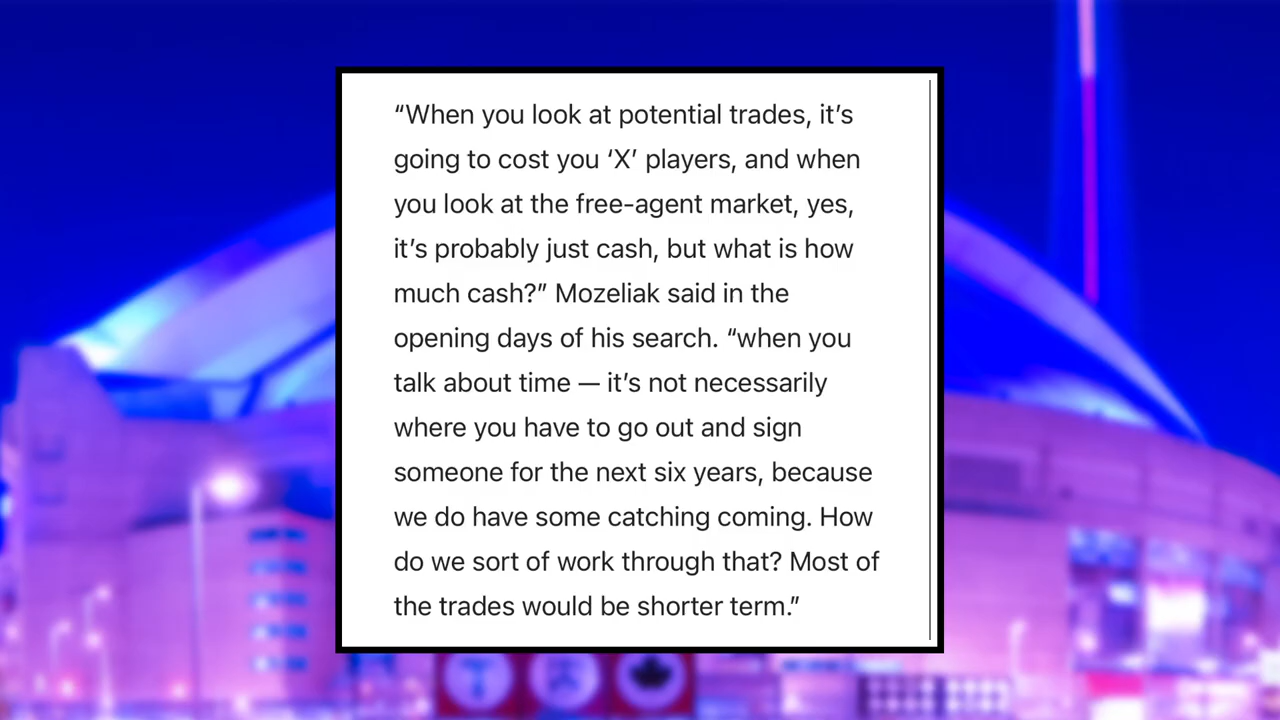 “When you look at potential trades, it’s
going to cost you ‘X’ players, and when
you look at the free-agent market, yes,
it’s probably just cash, but what is how
much cash?” Mozeliak said in the
opening days of his search. “when you
talk about time — it’s not necessarily
where you have to go out and sign
someone for the next six years, because
we do have some catching coming. How
do we sort of work through that? Most of
the trades would be shorter term.”